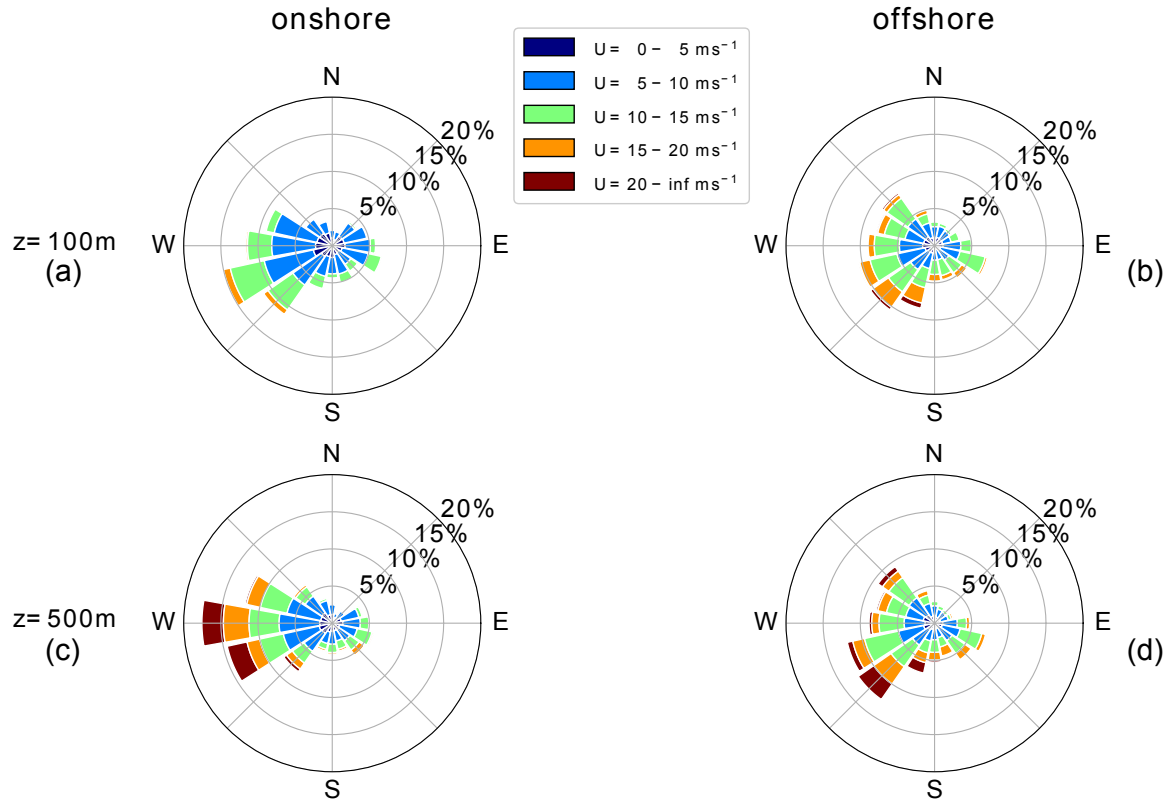 onshore
offshore
U = 0 − 5 ms⁻¹
U = 5 − 10 ms⁻¹
U = 10 − 15 ms⁻¹
U = 15 − 20 ms⁻¹
U = 20 − inf ms⁻¹
N
20%
15%
10%
5%
z= 100m
(a)
W
E
S
N
20%
15%
10%
5%
W
E
(b)
S
N
20%
15%
10%
5%
z= 500m
(c)
W
E
S
N
20%
15%
10%
5%
W
E
(d)
S